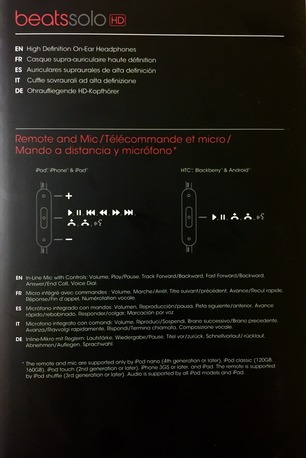 beatssolo HD
EN High Definition On-Ear Headphones
FR Casque supra-auriculaire haute définition
ES Auriculares supraurales de alta definición
IT Cuffie sovraurali ad alta definizione
DE Ohraufliegende HD-Kopfhörer
Remote and Mic/Télécommande et micro/
Mando a distancia y micrófono*
iPod, iPhone & iPad
HTC, Blackberry & Android
EN In-Line Mic with Controls: Volume, Play/Pause, Track Forward/Backward, Fast Forward/Backward,
Answer/End Call, Voice Dial.
FR Micro intégré avec commandes : Volume, Marche/Arrêt, Titre suivant/précédent, Avance/Recul rapide,
Réponse/Fin d'appel, Numérotation vocale.
ES Micrófono integrado con mandos: Volumen, Reproducción/pausa, Pista siguiente/anterior, Avance
rápido/rebobinado, Responder/colgar, Marcación por voz.
IT Microfono integrato con comandi: Volume, Riproduci/Sospendi, Brano successivo/Brano precedente,
Avanza/Riavvolgi rapidamente, Rispondi/Termina chiamata, Composizione vocale.
DE Inline-Mikro mit Reglern: Lautstärke, Wiedergabe/Pause, Titel vor/zurück, Schnellvorlauf/-rücklauf,
Abnehmen/Auflegen, Sprachwahl.
* The remote and mic are supported only by iPod nano (4th generation or later), iPod classic (120GB,
160GB), iPod touch (2nd generation or later), iPhone 3GS or later, and iPad. The remote is supported
by iPod shuffle (3rd generation or later). Audio is supported by all iPod models and iPad.